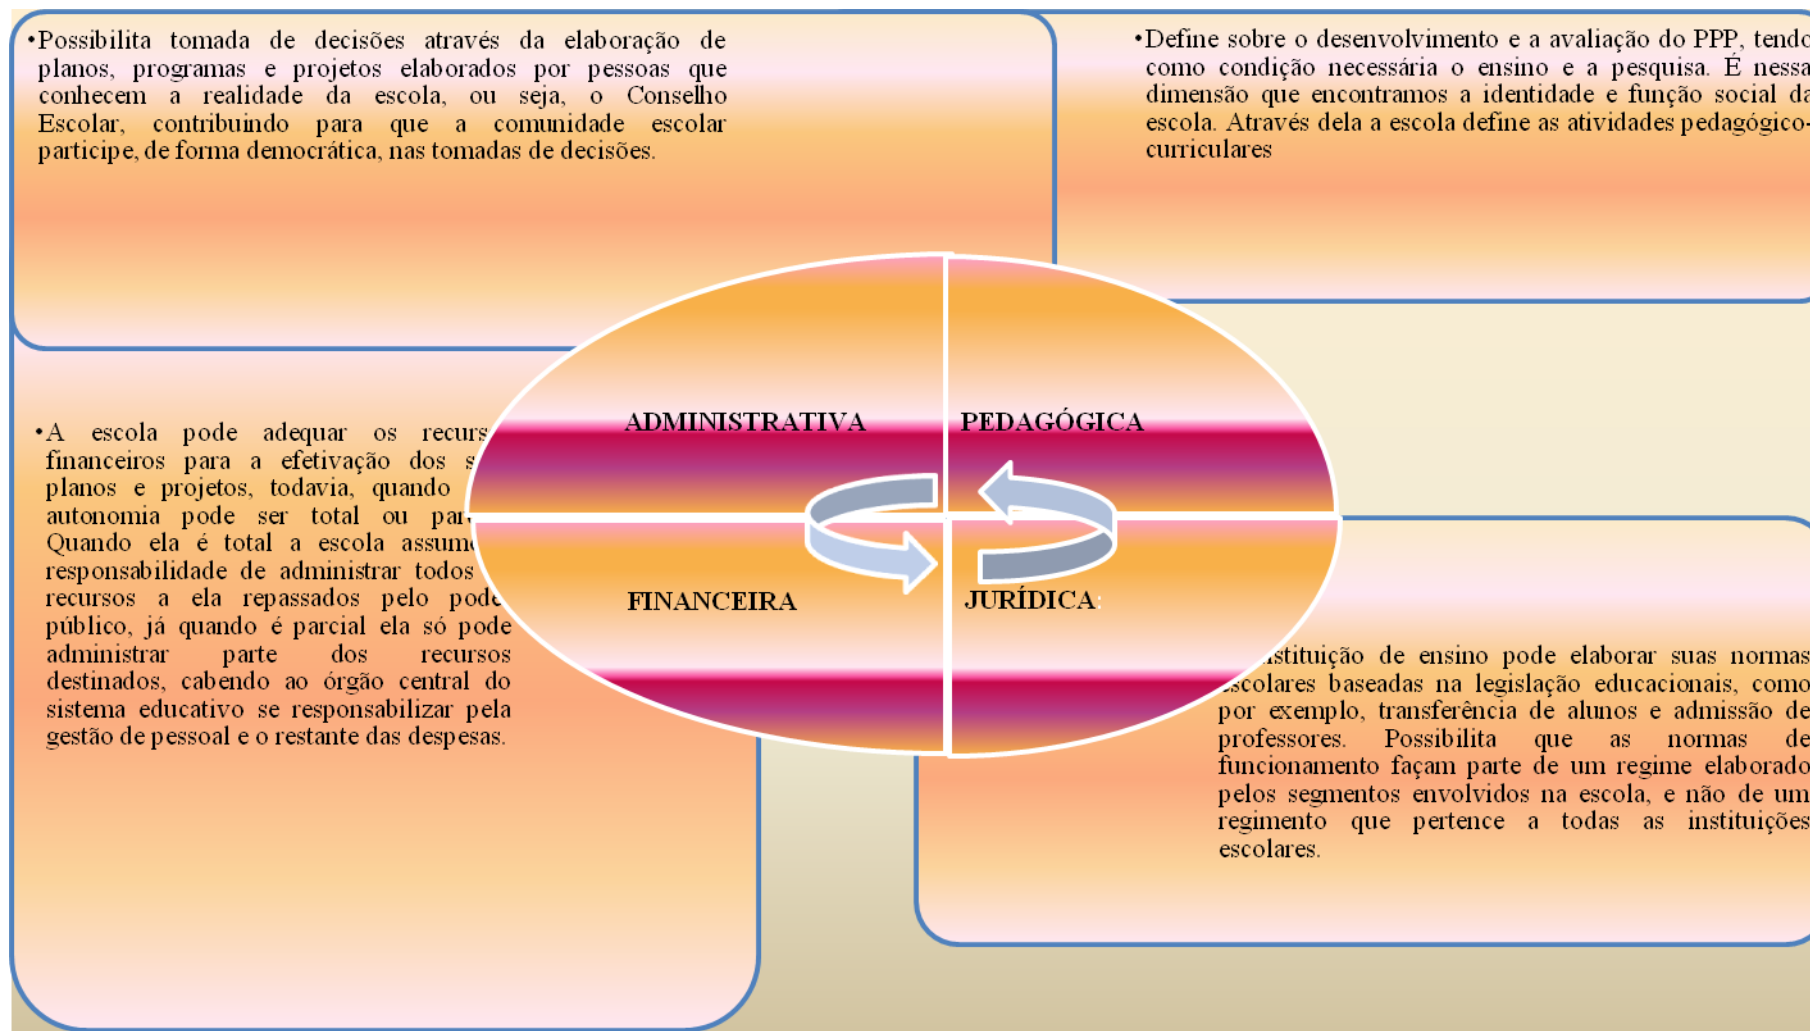 •Possibilita tomada de decisões através da elaboração de
planos, programas e projetos elaborados por pessoas que
conhecem a realidade da escola, ou seja, o Conselho
Escolar, contribuindo para que a comunidade escolar
participe, de forma democrática, nas tomadas de decisões.
•Define sobre o desenvolvimento e a avaliação do PPP, tendo
como condição necessária o ensino e a pesquisa. É nessa
dimensão que encontramos a identidade e função social da
escola. Através dela a escola define as atividades pedagógico-
curriculares
ADMINISTRATIVA
PEDAGÓGICA
•A escola pode adequar os
financeiros para a efetivação dos
planos e projetos, todavia, quando
autonomia pode ser total ou
Quando ela é total a escola
responsabilidade de administrar todos
recursos a ela repassados pelo
público, já quando é parcial ela só pode
administrar parte dos recursos
destinados, cabendo ao órgão central do
sistema educativo se responsabilizar pela
gestão de pessoal e o restante das despesas.
FINANCEIRA
JURÍDICA:
de ensino pode elaborar suas normas
escolares baseadas na legislação educacionais, como
por exemplo, transferência de alunos e admissão de
professores. Possibilita que as normas de
funcionamento façam parte de um regime elaborado
pelos segmentos envolvidos na escola, e não de um
regimento que pertence a todas as instituições
escolares.